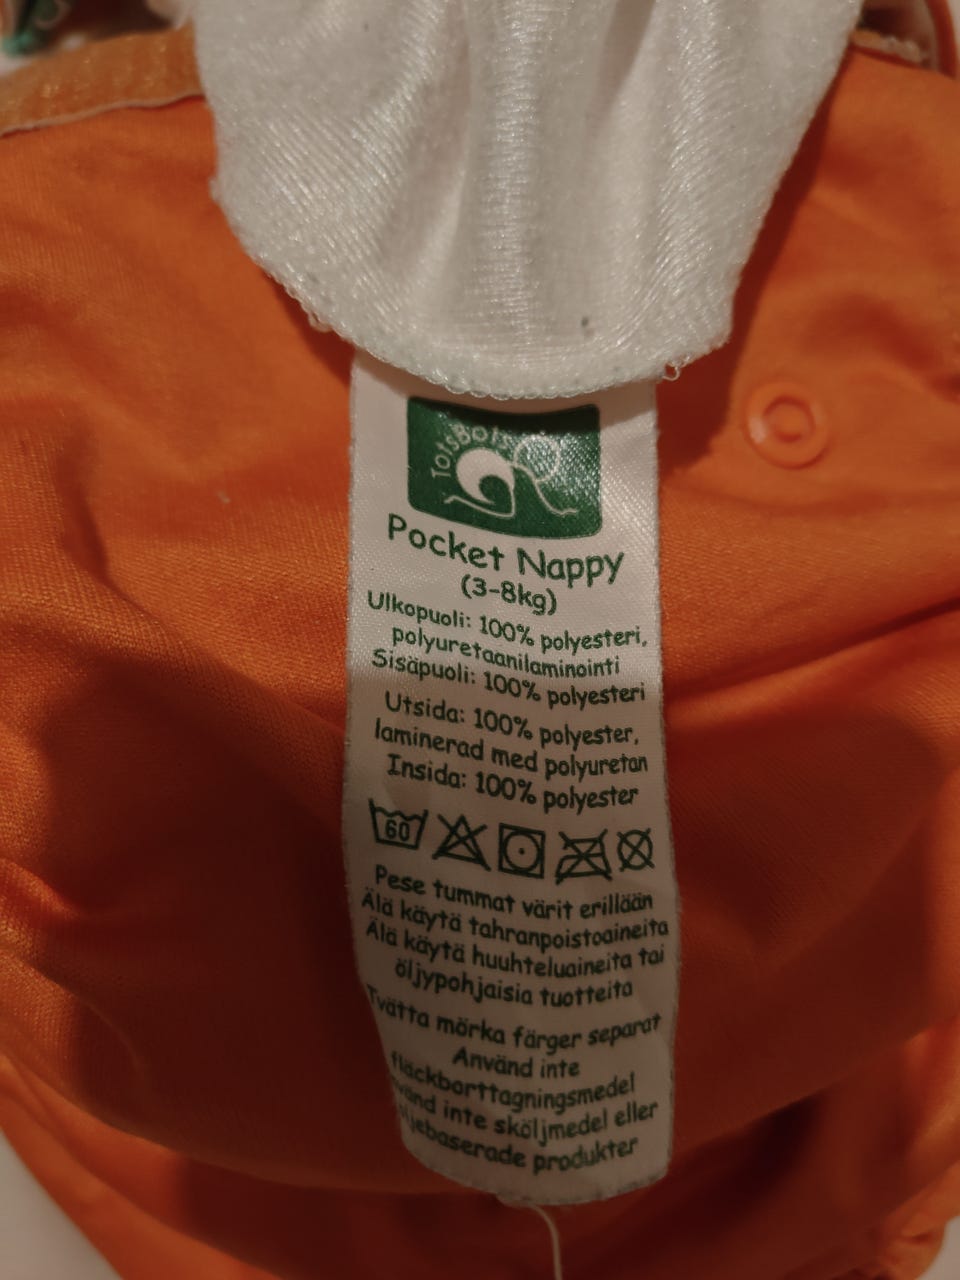 TotsBots
Pocket Nappy
(3-8kg)
Ulkopuoli: 100% polyesteri,
polyuretaanilaminointi
Sisäpuoli: 100% polyesteri
Utsida: 100% polyester,
laminerad med polyuretan
Insida: 100% polyester
60
Pese tummat värit erillään
Älä käytä tahranpoistoaineita
Älä käytä huuhteluaineita tai
öljypohjaisia tuotteita
Tvätta mörka färger separat
Använd inte
fläckborttagningsmedel
vänd inte sköljmedel eller
ljebaserade produkter